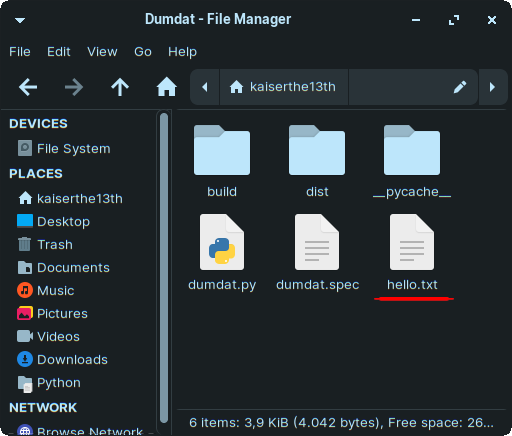 Dumdat - File Manager
File Edit View Go Help
kaiserthe13th
DEVICES
File System
PLACES
kaiserthe13th
Desktop
Trash
Documents
Music
Pictures
Videos
Downloads
Python
NETWORK
Browse Network
build dist __pycache__
dumdat.py dumdat.spec hello.txt
6 items: 3,9 KiB (4.042 bytes), Free space: 26...